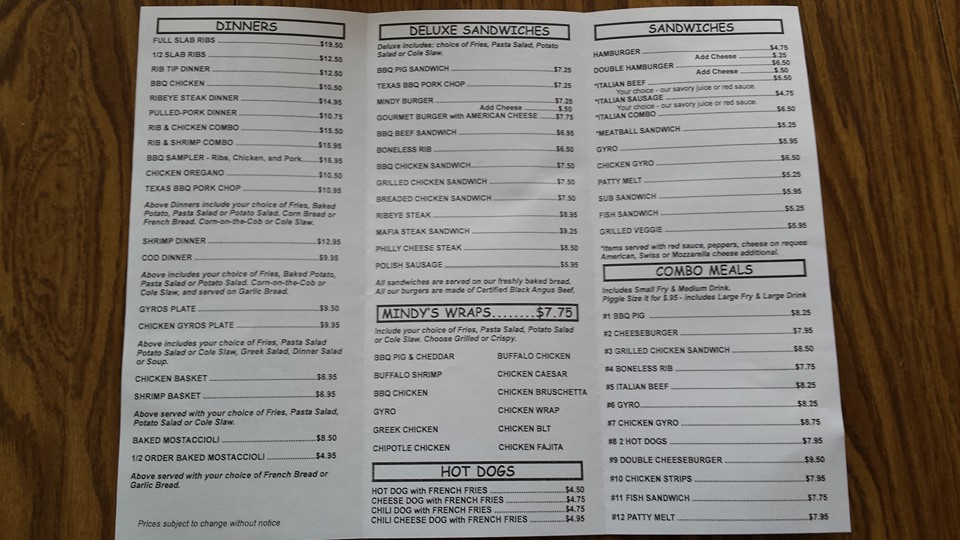 DINNERS
FULL SLAB RIBS $19.50
1/2 SLAB RIBS $12.50
RIB TIP DINNER $12.50
BBQ CHICKEN $10.50
RIBEYE STEAK DINNER $14.95
PULLED-PORK DINNER $10.75
RIB & CHICKEN COMBO $15.50
RIB & SHRIMP COMBO $15.95
BBQ SAMPLER - Ribs, Chicken, and Pork $16.95
CHICKEN OREGANO $10.50
TEXAS BBQ PORK CHOP $10.95
Above Dinners include your choice of Fries, Baked
Potato, Pasta Salad or Potato Salad. Corn Bread or
French Bread. Corn-on-the-Cob or Cole Slaw.
SHRIMP DINNER $12.95
COD DINNER $9.95
Above includes your choice of Fries, Baked Potato,
Pasta Salad or Potato Salad. Corn-on-the-Cob or
Cole Slaw, and served on Garlic Bread.
GYROS PLATE $9.50
CHICKEN GYROS PLATE $9.95
Above includes your choice of Fries, Pasta Salad
Potato Salad or Cole Slaw, Greek Salad, Dinner Salad
or Soup.
CHICKEN BASKET $6.95
SHRIMP BASKET $6.95
Above served with your choice of Fries, Pasta Salad,
Potato Salad or Cole Slaw.
BAKED MOSTACCIOLI $8.50
1/2 ORDER BAKED MOSTACCIOLI $4.95
Above served with your choice of French Bread or
Garlic Bread.
Prices subject to change without notice
DELUXE SANDWICHES
Deluxe includes: choice of Fries, Pasta Salad, Potato
Salad or Cole Slaw.
BBQ PIG SANDWICH $7.25
TEXAS BBQ PORK CHOP $7.25
MINDY BURGER $7.25
Add Cheese $.50
GOURMET BURGER with AMERICAN CHEESE $7.75
BBQ BEEF SANDWICH $6.95
BONELESS RIB $6.50
BBQ CHICKEN SANDWICH $7.50
GRILLED CHICKEN SANDWICH $7.50
BREADED CHICKEN SANDWICH $7.50
RIBEYE STEAK $8.95
MAFIA STEAK SANDWICH $9.25
PHILLY CHEESE STEAK $8.50
POLISH SAUSAGE $5.95
All sandwiches are served on our freshly baked bread.
All our burgers are made of Certified Black Angus Beef.
MINDY'S WRAPS........$7.75
Include your choice of Fries, Pasta Salad, Potato Salad
or Cole Slaw. Choose Grilled or Crispy.
BBQ PIG & CHEDDAR
BUFFALO SHRIMP
BBQ CHICKEN
GYRO
GREEK CHICKEN
CHIPOTLE CHICKEN
BUFFALO CHICKEN
CHICKEN CAESAR
CHICKEN BRUSCHETTA
CHICKEN WRAP
CHICKEN BLT
CHICKEN FAJITA
HOT DOGS
HOT DOG with FRENCH FRIES $4.50
CHEESE DOG with FRENCH FRIES $4.75
CHILI DOG with FRENCH FRIES $4.75
CHILI CHEESE DOG with FRENCH FRIES $4.95
SANDWICHES
HAMBURGER $4.75
Add Cheese $.25
DOUBLE HAMBURGER $6.50
Add Cheese $.50
*ITALIAN BEEF $5.50
Your choice - our savory juice or red sauce.
*ITALIAN SAUSAGE $4.75
Your choice - our savory juice or red sauce.
*ITALIAN COMBO $6.50
*MEATBALL SANDWICH $5.25
GYRO $5.95
CHICKEN GYRO $6.50
PATTY MELT $5.25
SUB SANDWICH $5.95
FISH SANDWICH $5.25
GRILLED VEGGIE $5.95
*Items served with red sauce, peppers, cheese on reques
American, Swiss or Mozzarella cheese additional.
COMBO MEALS
Includes Small Fry & Medium Drink.
Piggie Size it for $.95 - includes Large Fry & Large Drink
#1 BBQ PIG $8.25
#2 CHEESEBURGER $7.95
#3 GRILLED CHICKEN SANDWICH $8.50
#4 BONELESS RIB $7.75
#5 ITALIAN BEEF $8.25
#6 GYRO $8.25
#7 CHICKEN GYRO $8.75
#8 2 HOT DOGS $7.95
#9 DOUBLE CHEESEBURGER $9.50
#10 CHICKEN STRIPS $7.95
#11 FISH SANDWICH $7.75
#12 PATTY MELT $7.95